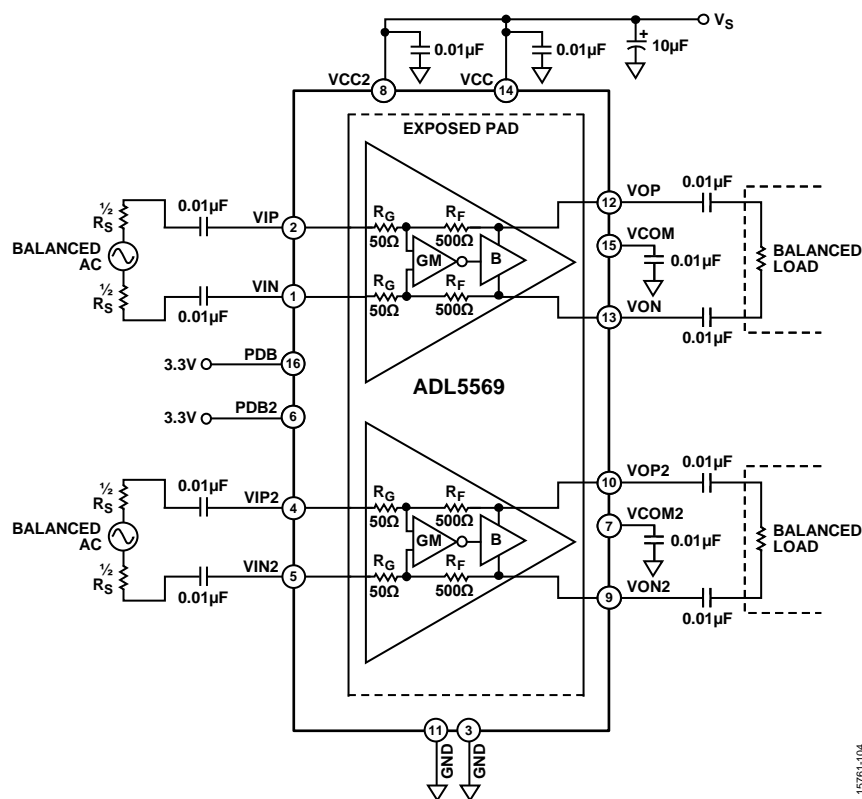 VS
0.01µF
0.01µF
+
10µF
VCC2
VCC
8
14
EXPOSED PAD
½
RS
BALANCED
AC
½
RS
0.01µF
VIP
2
VIN
1
0.01µF
RG
50Ω
RF
500Ω
GM
B
RG
50Ω
RF
500Ω
12
VOP
0.01µF
15
VCOM
0.01µF
BALANCED
LOAD
13
VON
0.01µF
3.3V
PDB
16
3.3V
PDB2
6
ADL5569
½
RS
BALANCED
AC
½
RS
0.01µF
VIP2
4
VIN2
5
0.01µF
RG
50Ω
RF
500Ω
GM
B
RG
50Ω
RF
500Ω
10
VOP2
0.01µF
7
VCOM2
0.01µF
BALANCED
LOAD
9
VON2
0.01µF
11
3
GND
GND
15761-104